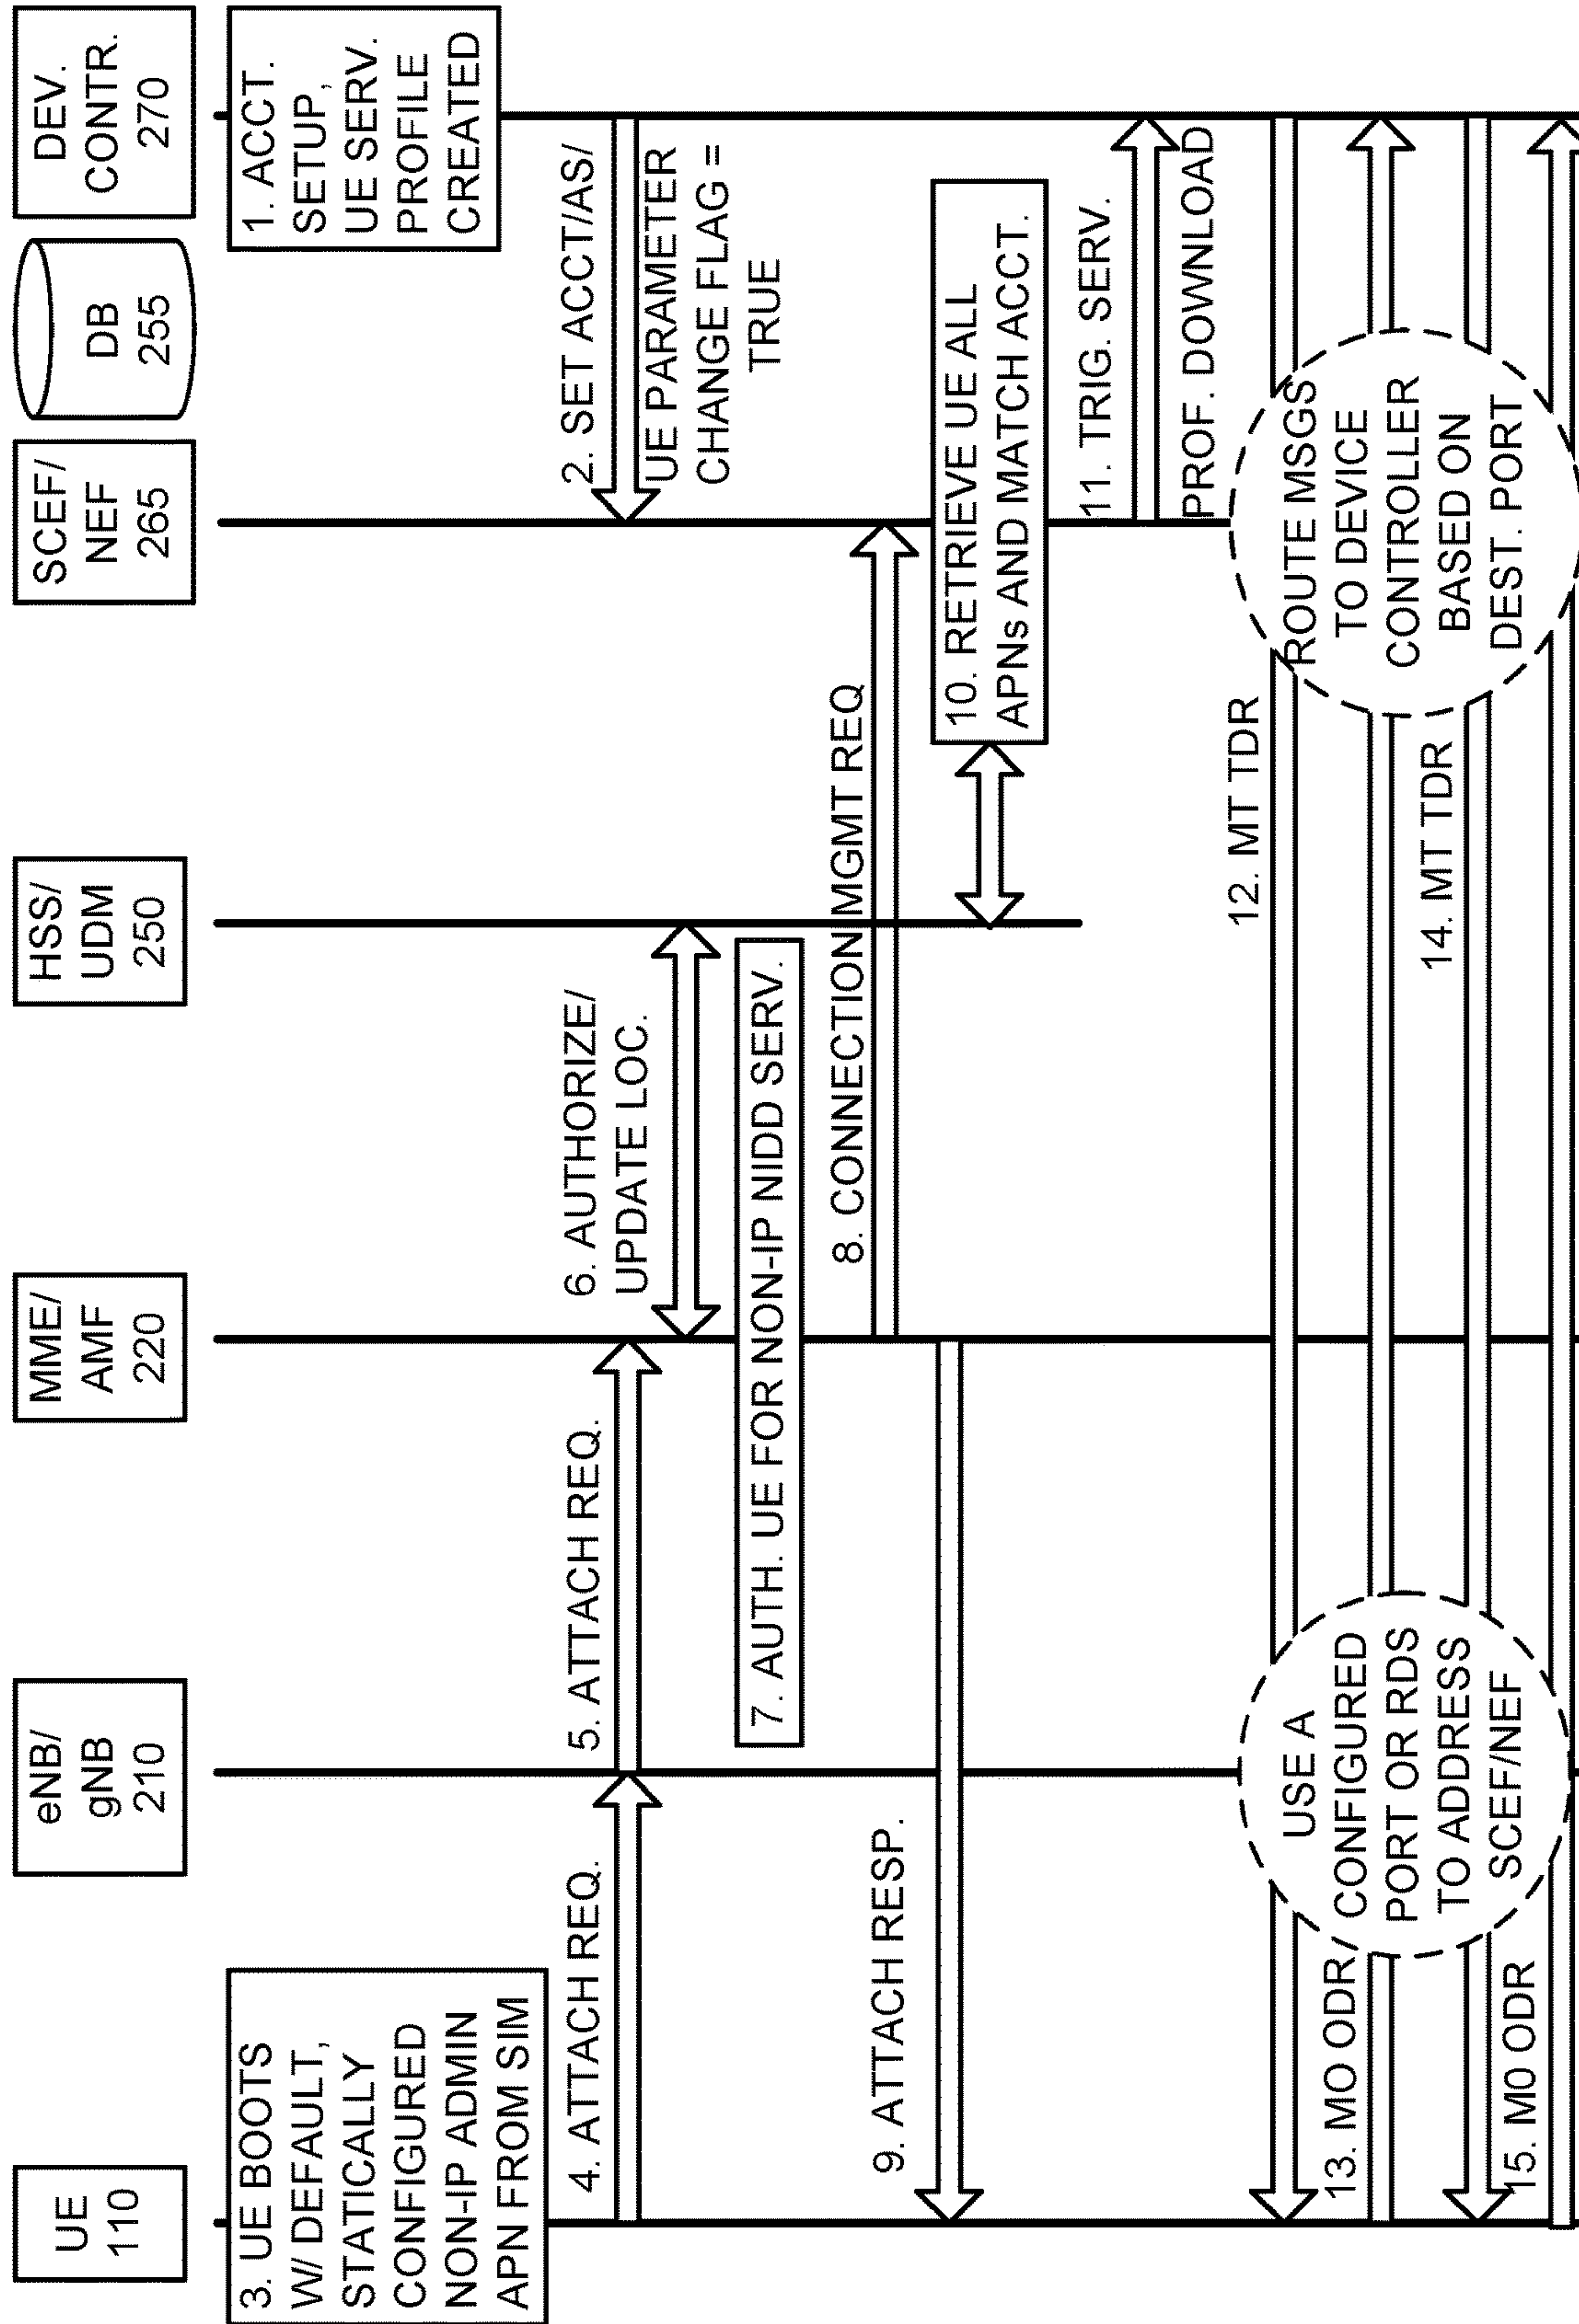 UE
110
eNB/
gNB
210
MME/
AMF
220
HSS/
UDM
250
SCEF/
NEF
265
DB
255
DEV.
CONTR.
270
1. ACCT.
SETUP,
UE SERV.
PROFILE
CREATED
2. SET ACCT/AS/
UE PARAMETER
CHANGE FLAG =
TRUE
3. UE BOOTS
W/ DEFAULT,
STATICALLY
CONFIGURED
NON-IP ADMIN
APN FROM SIM
4. ATTACH REQ.
5. ATTACH REQ.
6. AUTHORIZE/
UPDATE LOC.
7. AUTH. UE FOR NON-IP NIDD SERV.
8. CONNECTION MGMT REQ
9. ATTACH RESP.
10. RETRIEVE UE ALL
APNs AND MATCH ACCT.
11. TRIG. SERV.
PROF. DOWNLOAD
12. MT TDR
13. MO ODR
14. MT TDR
15. M0 ODR
USE A
CONFIGURED
PORT OR RDS
TO ADDRESS
SCEF/NEF
ROUTE MSGS
TO DEVICE
CONTROLLER
BASED ON
DEST. PORT